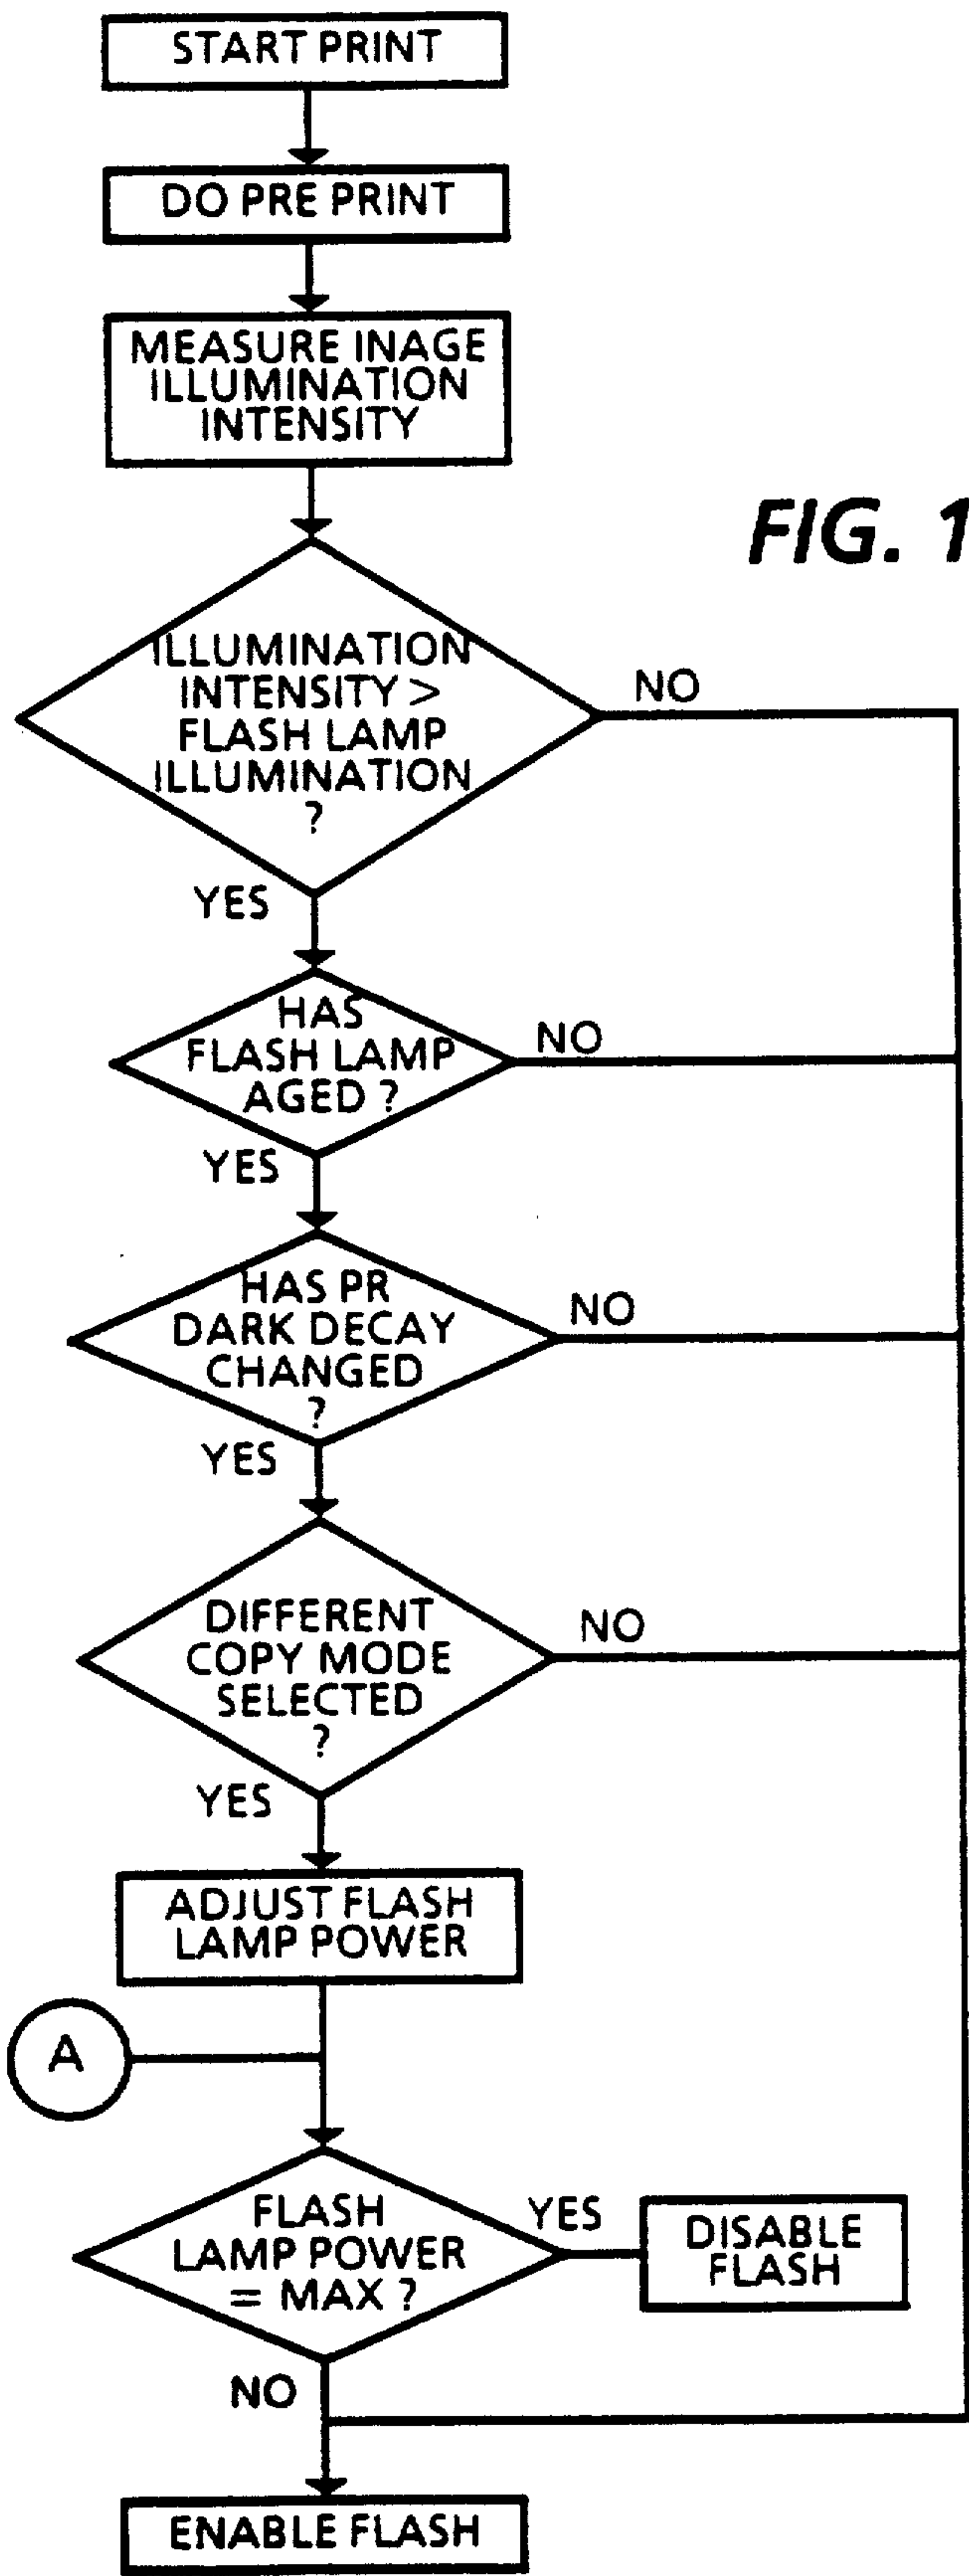 START PRINT
DO PRE PRINT
MEASURE INAGE
ILLUMINATION
INTENSITY
FIG. 1
ILLUMINATION
INTENSITY >
FLASH LAMP
ILLUMINATION
?
NO
YES
HAS
FLASH LAMP
AGED ?
NO
YES
HAS PR
DARK DECAY
CHANGED
?
NO
YES
DIFFERENT
COPY MODE
SELECTED
?
NO
YES
ADJUST FLASH
LAMP POWER
A
FLASH
LAMP POWER
= MAX ?
YES
DISABLE
FLASH
NO
ENABLE FLASH